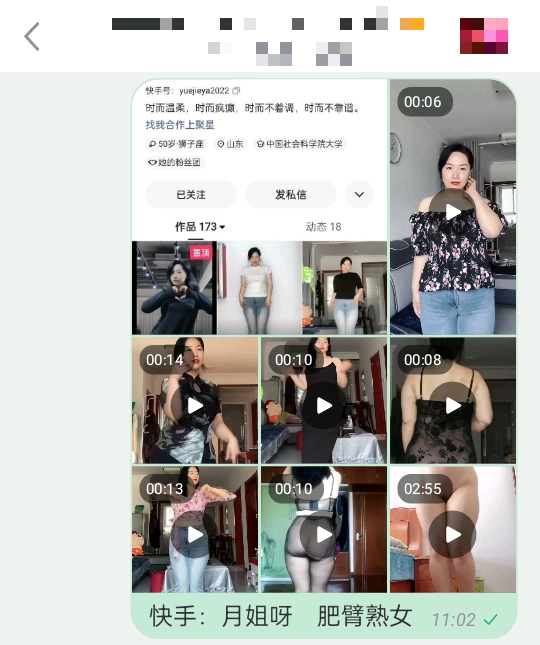 快手号：yuejieya2022
时而温柔，时而疯癫，时而不着调，时而不靠谱。
找我合作上聚星
50岁·狮子座 山东 中国社会科学院大学
她的粉丝团
已关注 发私信
作品 173 动态 18
置顶
00:06
00:14 00:10 00:08
00:13 00:10 02:55
快手：月姐呀 肥臂熟女 11:02